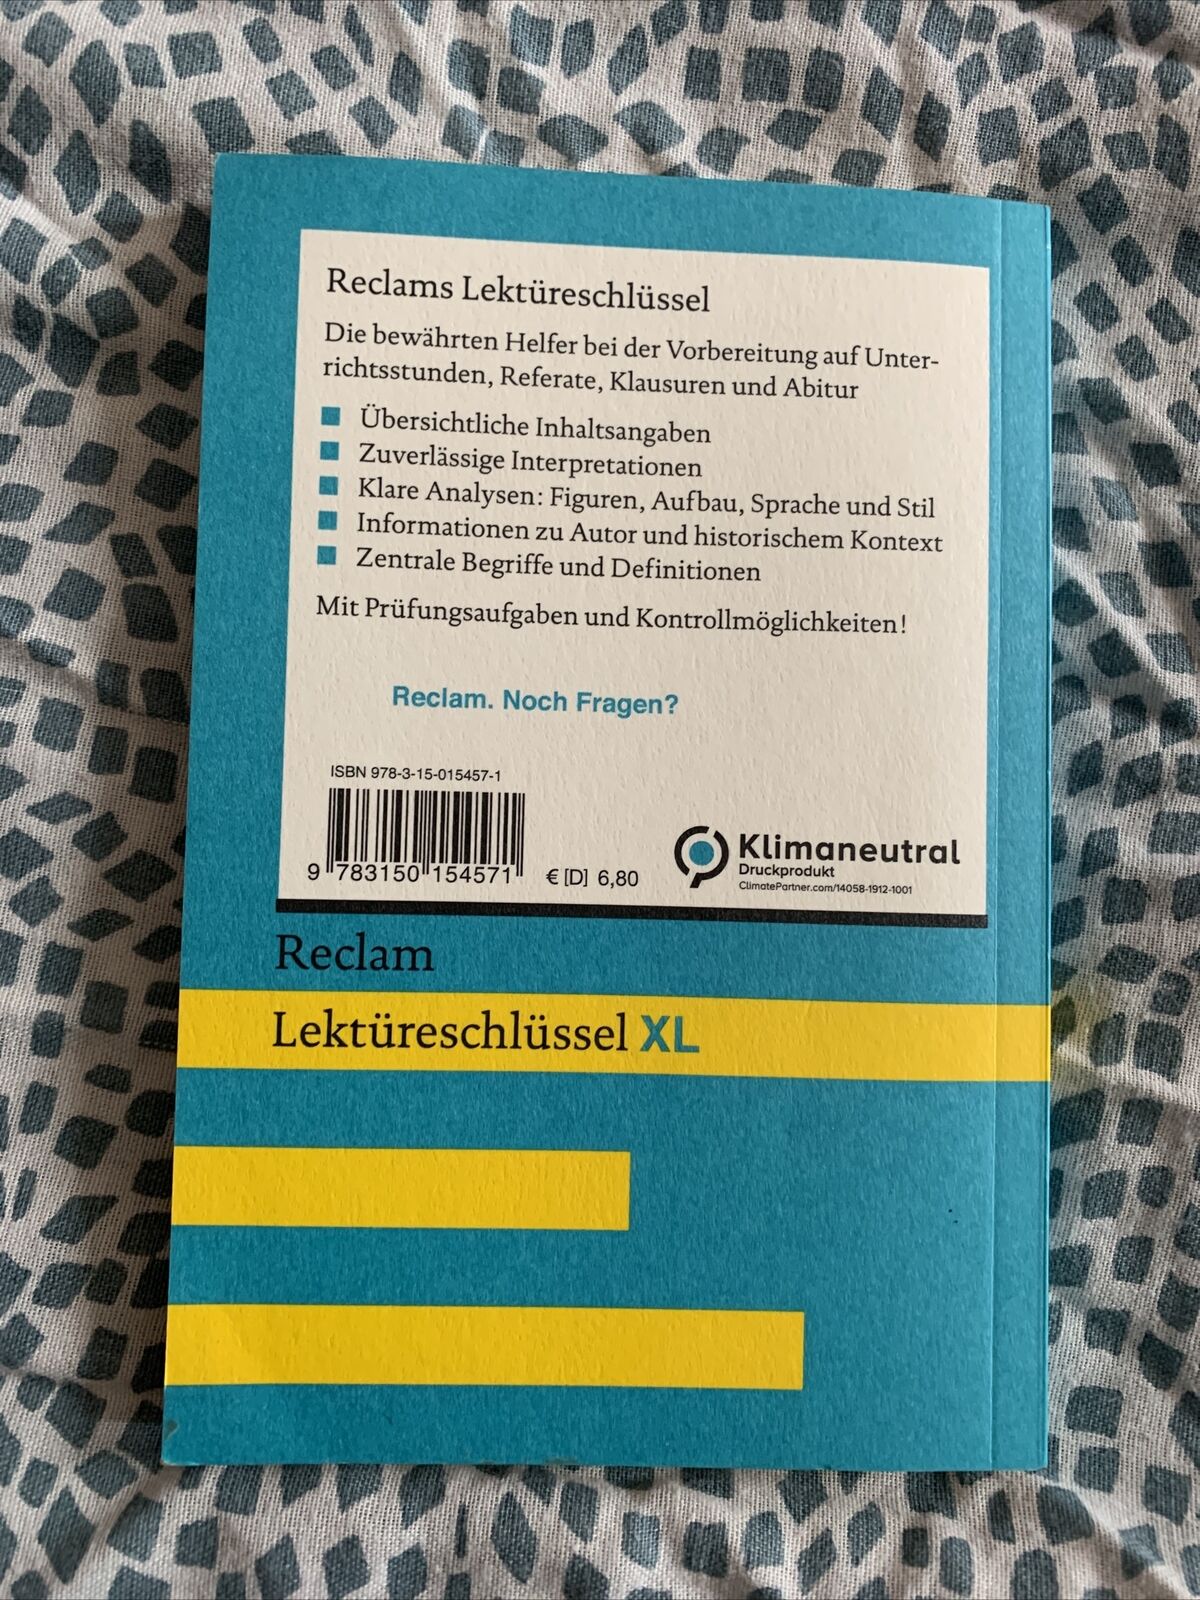 Reclams Lektüreschlüssel
Die bewährten Helfer bei der Vorbereitung auf Unter-
richtsstunden, Referate, Klausuren und Abitur
Übersichtliche Inhaltsangaben
Zuverlässige Interpretationen
Klare Analysen: Figuren, Aufbau, Sprache und Stil
Informationen zu Autor und historischem Kontext
Zentrale Begriffe und Definitionen
Mit Prüfungsaufgaben und Kontrollmöglichkeiten!
Reclam. Noch Fragen?
ISBN 978-3-15-015457-1
9 783150 154571
€ [D] 6,80
Klimaneutral
Druckprodukt
ClimatePartner.com/14058-1912-1001
Reclam
Lektüreschlüssel XL